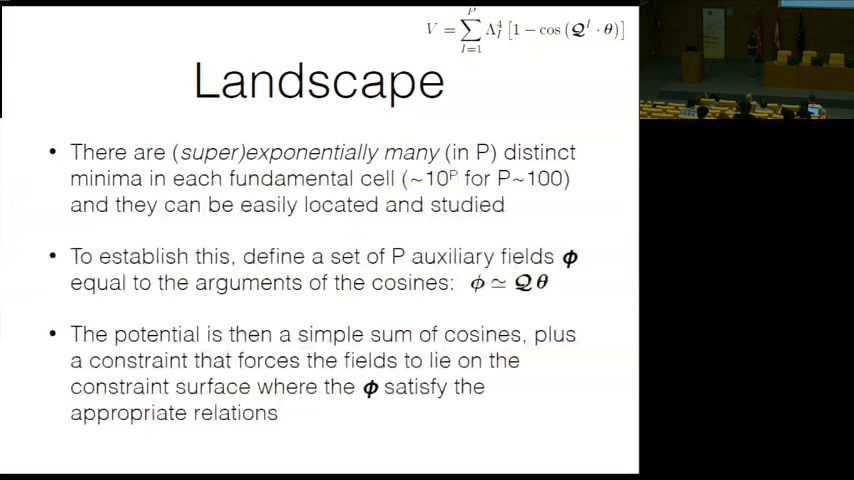 V = \sum_{I=1}^{P} Λ_I^4 [1 − cos (𝓠^I · θ)]
Landscape
• There are (super)exponentially many (in P) distinct
minima in each fundamental cell (~10^P for P~100)
and they can be easily located and studied
• To establish this, define a set of P auxiliary fields ϕ
equal to the arguments of the cosines: ϕ ≃ 𝓠 θ
• The potential is then a simple sum of cosines, plus
a constraint that forces the fields to lie on the
constraint surface where the ϕ satisfy the
appropriate relations